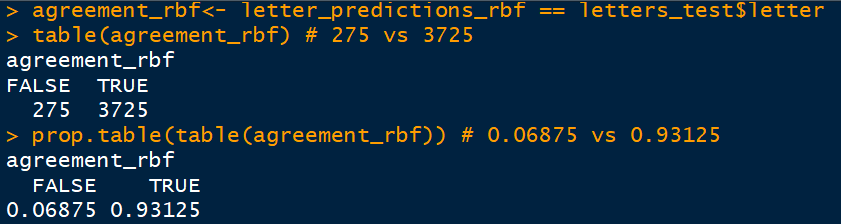 > agreement_rbf<- letter_predictions_rbf == letters_test$letter
> table(agreement_rbf) # 275 vs 3725
agreement_rbf
FALSE  TRUE
  275  3725
> prop.table(table(agreement_rbf)) # 0.06875 vs 0.93125
agreement_rbf
  FALSE    TRUE
0.06875 0.93125